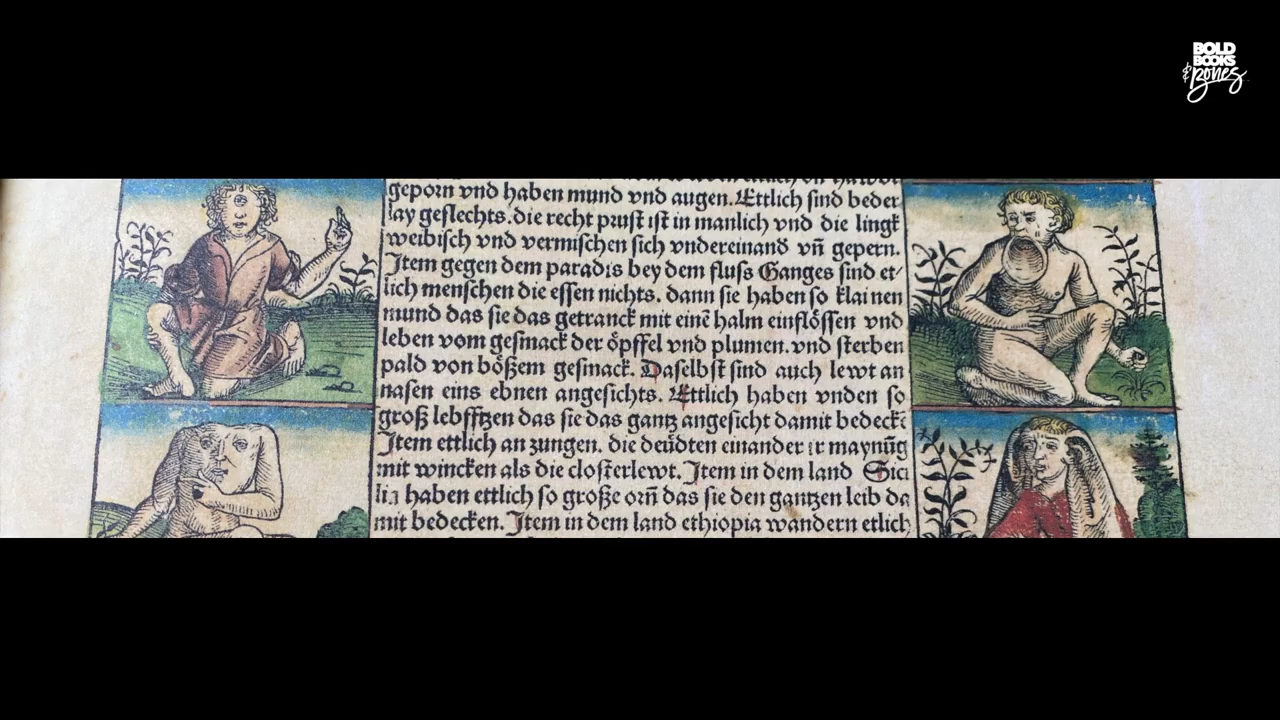 BOLD
BOOKS
& Bones
geporn vnd haben mund vnd augen. Ettlich sind beder
lay geslechts. die recht prust ist in manlich vnd die lingk
weibisch vnd vermischen sich vndereinand vñ gepern.
Item gegen dem paradis bey dem fluss Ganges sind et-
lich menschen die essen nichts. dann sie haben so klainen
mund das sie das getranck mit einē halm einflössen vnd
leben vom gesmack der öpffel vnd plumen. vnd sterben
pald von bößem gesmack. Daselbst sind auch lewt an
nasen eins ebnen angesichts. Ettlich haben vnden so
groß lebfftzen das sie das gantz angesicht damit bedeckē
Item ettlich an zungen. die deüdten einander ir maynūg
mit wincken als die closterlewt. Item in dem land Sici
lia haben ettlich so große orñ das sie den gantzen leib da
mit bedecken. Item in dem land ethiopia wandern etlich